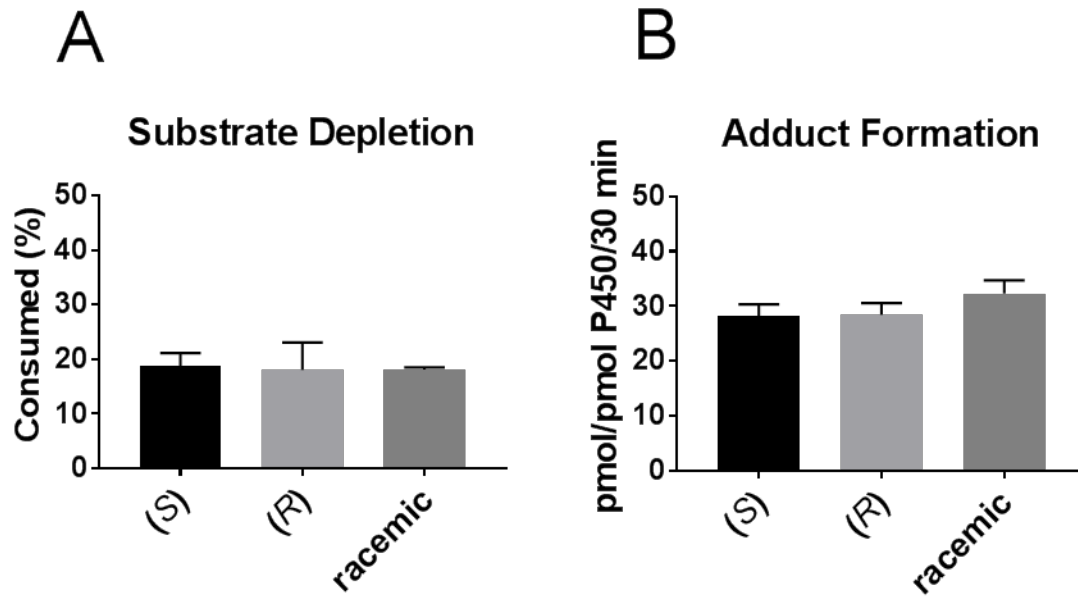 A
Substrate Depletion
Consumed (%)
50
40
30
20
10
0
(S)
(R)
racemic
B
Adduct Formation
pmol/pmol P450/30 min
50
40
30
20
10
0
(S)
(R)
racemic